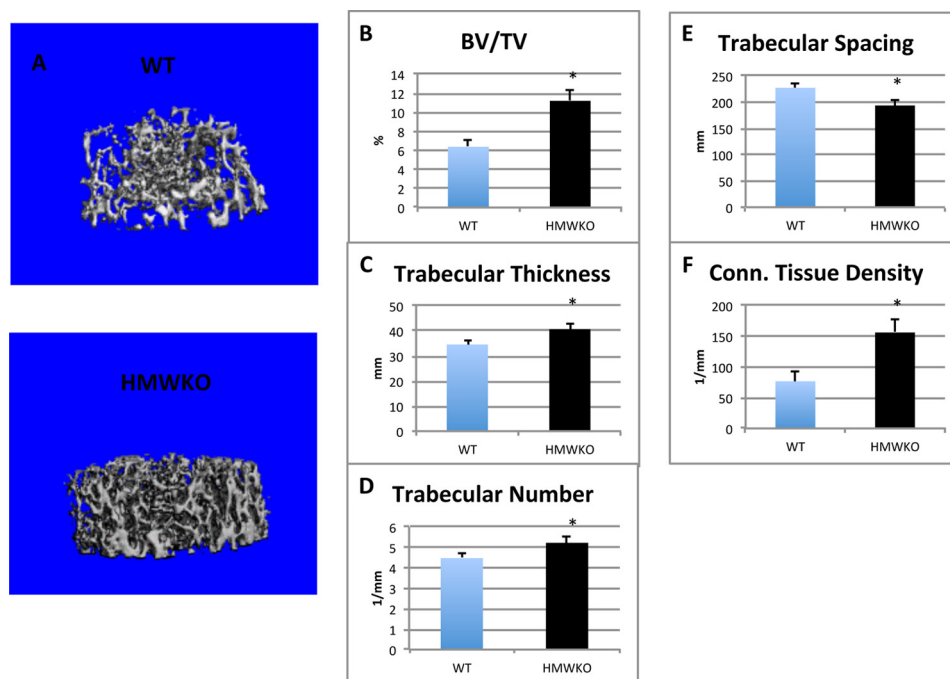 A
WT
HMWKO
B
BV/TV
14
12
10
8
6
4
2
0
%
*
WT
HMWKO
C
Trabecular Thickness
50
40
30
20
10
0
mm
*
WT
HMWKO
D
Trabecular Number
6
5
4
3
2
1
0
1/mm
*
WT
HMWKO
E
Trabecular Spacing
250
200
150
100
50
0
mm
*
WT
HMWKO
F
Conn. Tissue Density
200
150
100
50
0
1/mm
*
WT
HMWKO